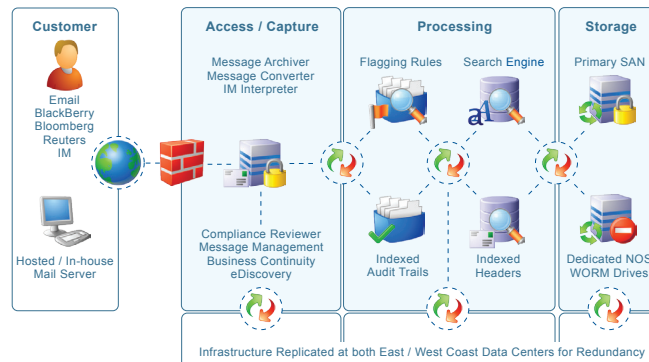 Customer
Email
BlackBerry
Bloomberg
Reuters
IM
Hosted / In-house
Mail Server
Access / Capture
Message Archiver
Message Converter
IM Interpreter
Compliance Reviewer
Message Management
Business Continuity
eDiscovery
Processing
Flagging Rules
Search Engine
Indexed
Audit Trails
Indexed
Headers
Storage
Primary SAN
Dedicated NOS
WORM Drives
Infrastructure Replicated at both East / West Coast Data Centers for Redundancy